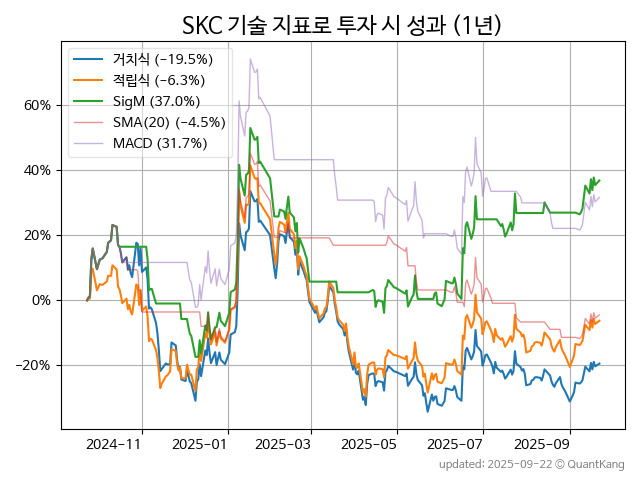 SKC 기술 지표로 투자 시 성과 (1년)
거치식 (-19.5%)
적립식 (-6.3%)
SigM (37.0%)
SMA(20) (-4.5%)
MACD (31.7%)
60%
40%
20%
0%
-20%
2024-11 2025-01 2025-03 2025-05 2025-07 2025-09
updated: 2025-09-22 © QuantKang